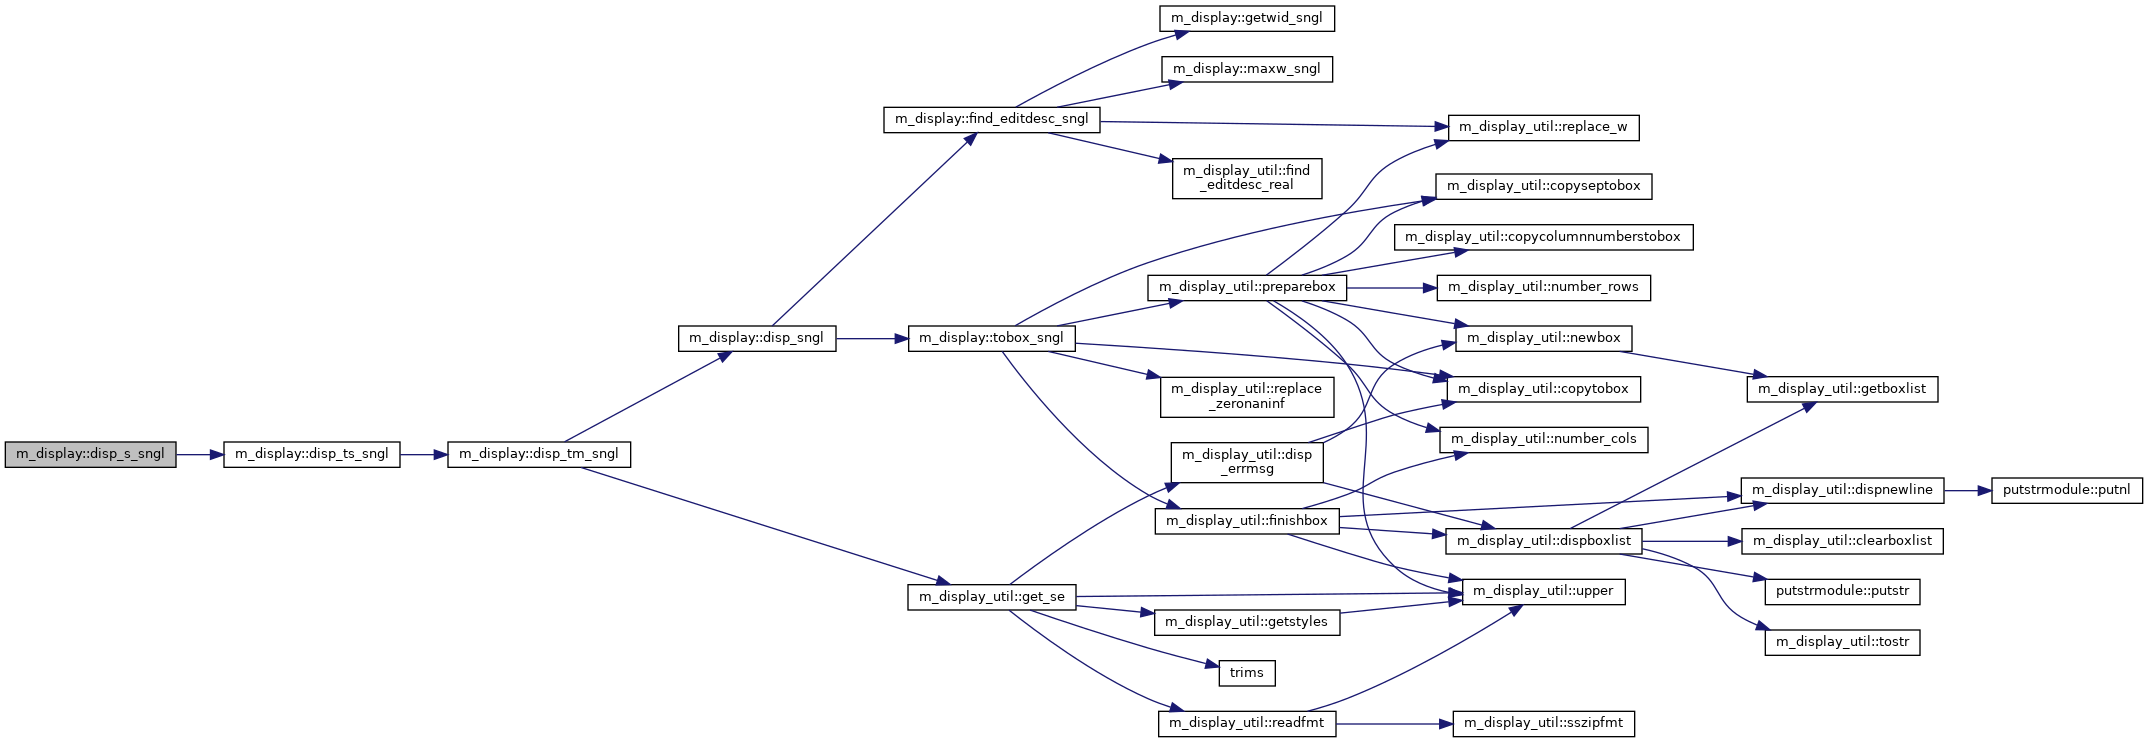 m_display::getwid_sngl
m_display::maxw_sngl
m_display::find_editdesc_sngl
m_display_util::replace_w
m_display_util::find
_editdesc_real
m_display_util::copyseptobox
m_display_util::copycolumnnumberstobox
m_display_util::preparebox
m_display_util::number_rows
m_display::disp_sngl
m_display::tobox_sngl
m_display_util::newbox
m_display_util::replace
_zeronaninf
m_display_util::copytobox
m_display_util::getboxlist
m_display_util::number_cols
m_display::disp_s_sngl
m_display::disp_ts_sngl
m_display::disp_tm_sngl
m_display_util::disp
_errmsg
m_display_util::dispnewline
putstrmodule::putnl
m_display_util::finishbox
m_display_util::dispboxlist
m_display_util::clearboxlist
m_display_util::get_se
m_display_util::upper
putstrmodule::putstr
m_display_util::getstyles
m_display_util::tostr
trims
m_display_util::readfmt
m_display_util::sszipfmt